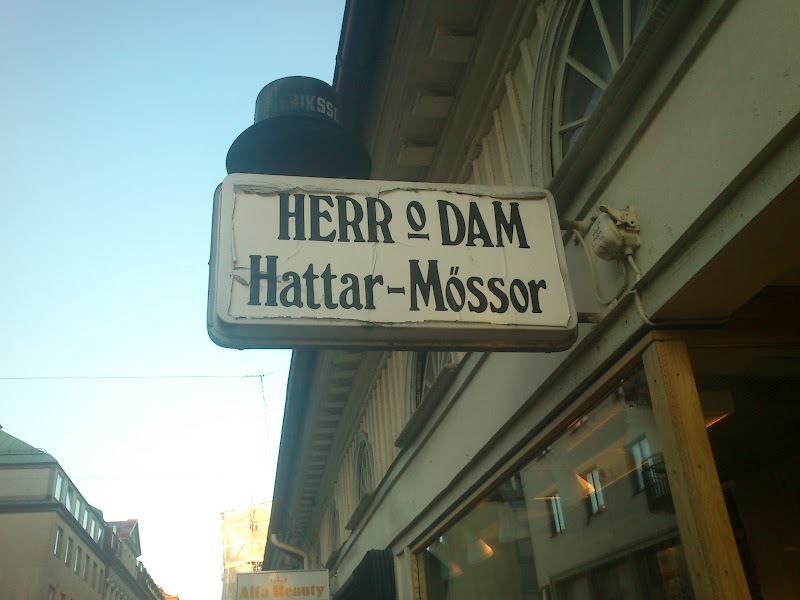 HERR o DAM
Hattar-Mössor
Alfa Beauty